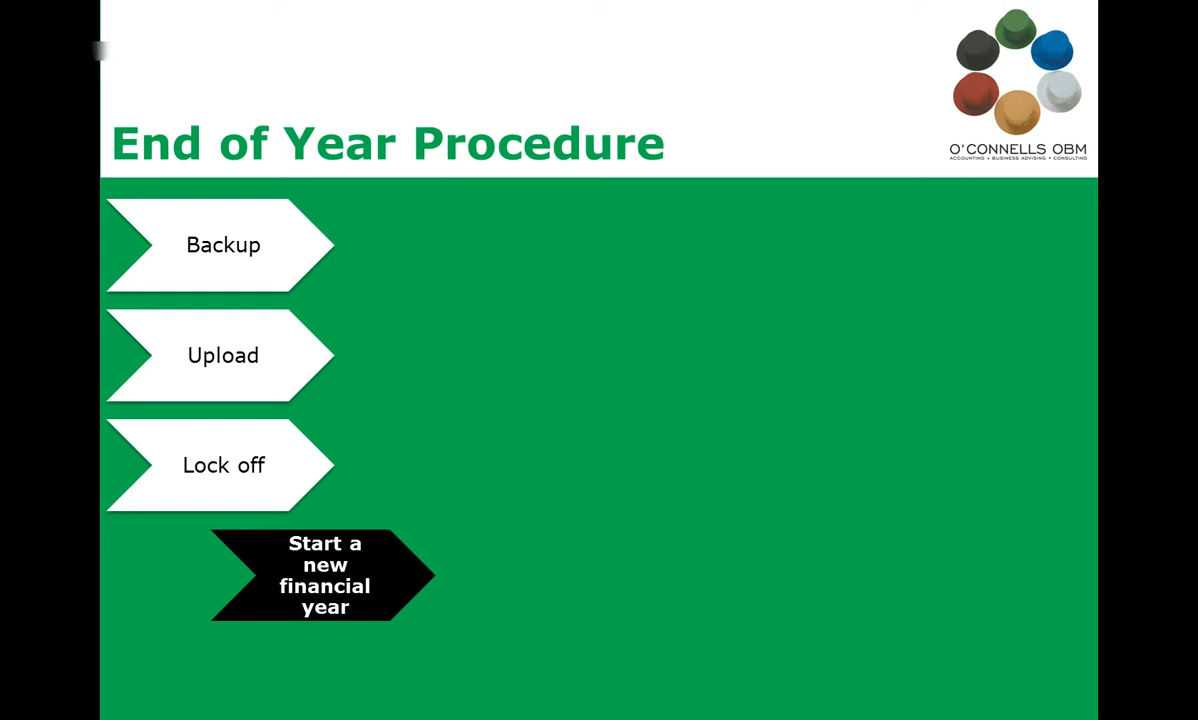 End of Year Procedure
O'CONNELLS OBM
ACCOUNTING • BUSINESS ADVISING • CONSULTING
Backup
Upload
Lock off
Start a
new
financial
year